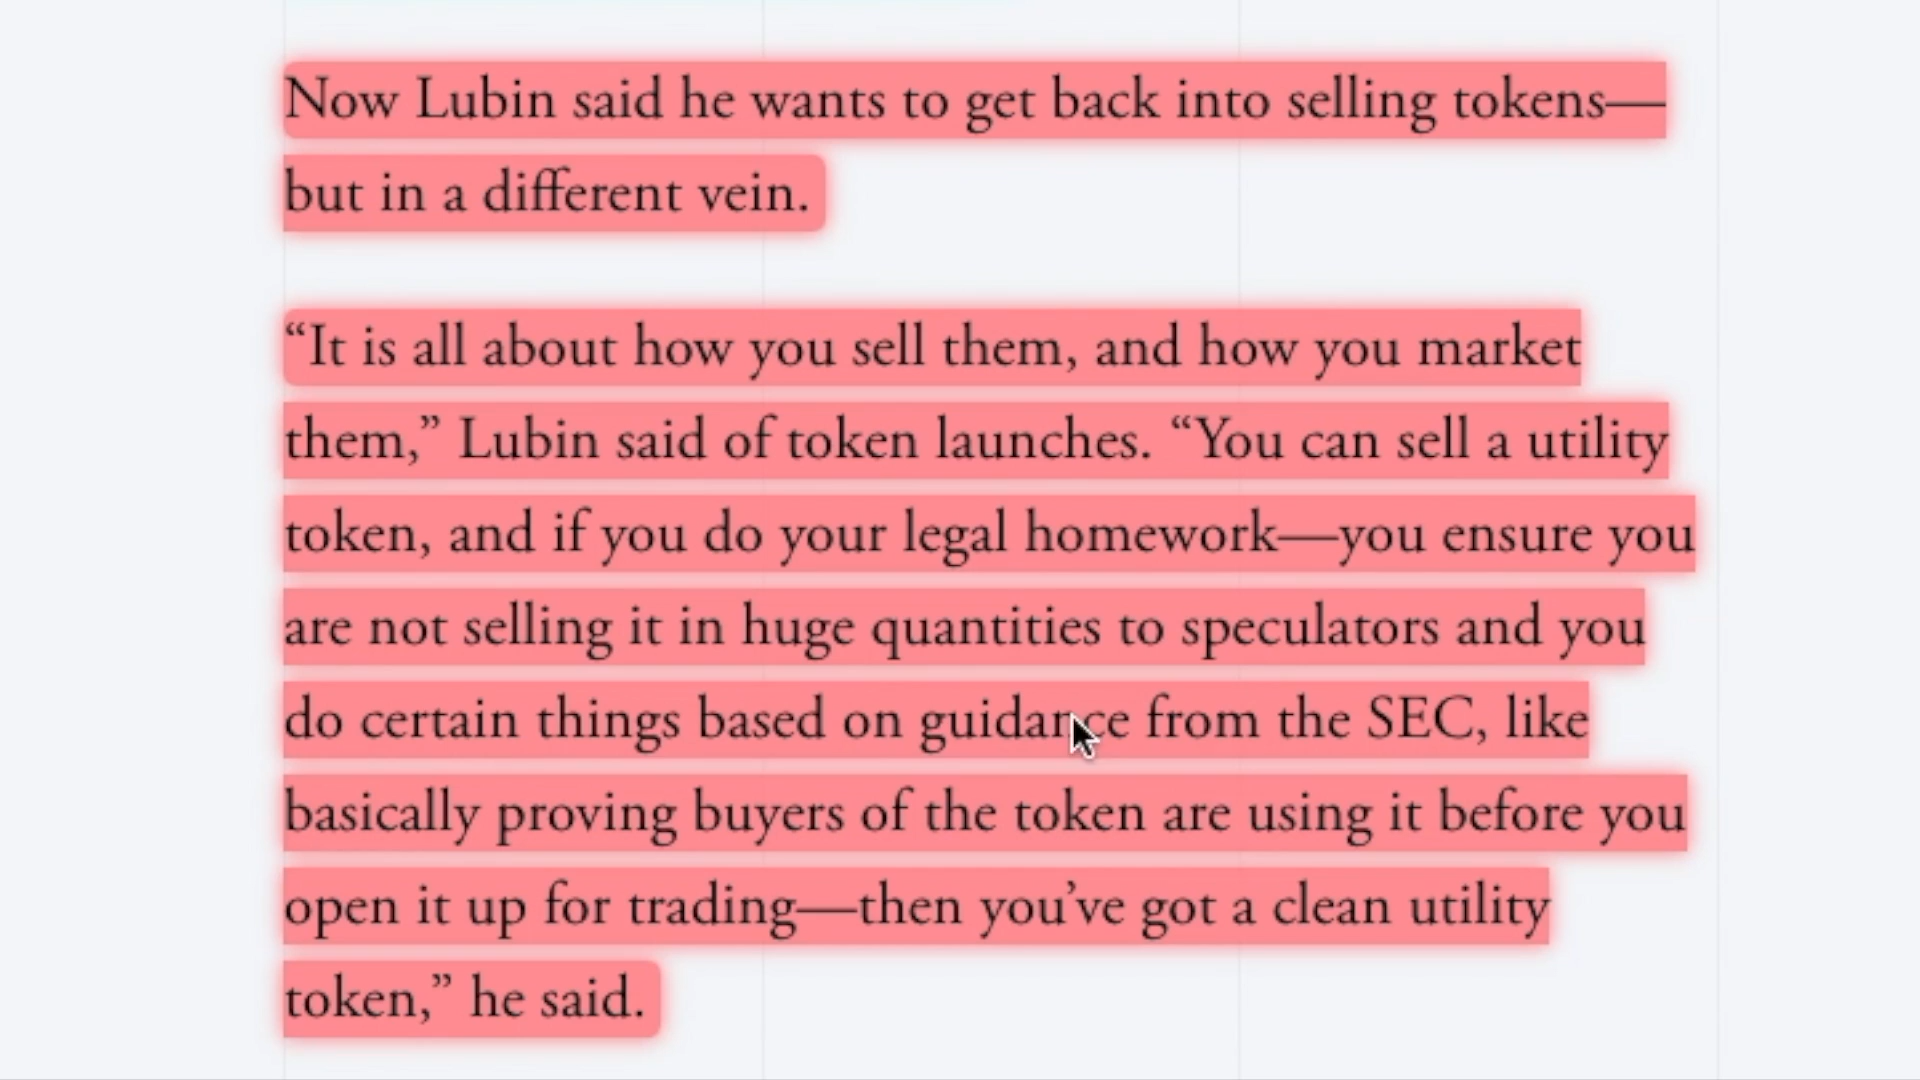 Now Lubin said he wants to get back into selling tokens—
but in a different vein.
“It is all about how you sell them, and how you market
them,” Lubin said of token launches. “You can sell a utility
token, and if you do your legal homework—you ensure you
are not selling it in huge quantities to speculators and you
do certain things based on guidance from the SEC, like
basically proving buyers of the token are using it before you
open it up for trading—then you’ve got a clean utility
token,” he said.